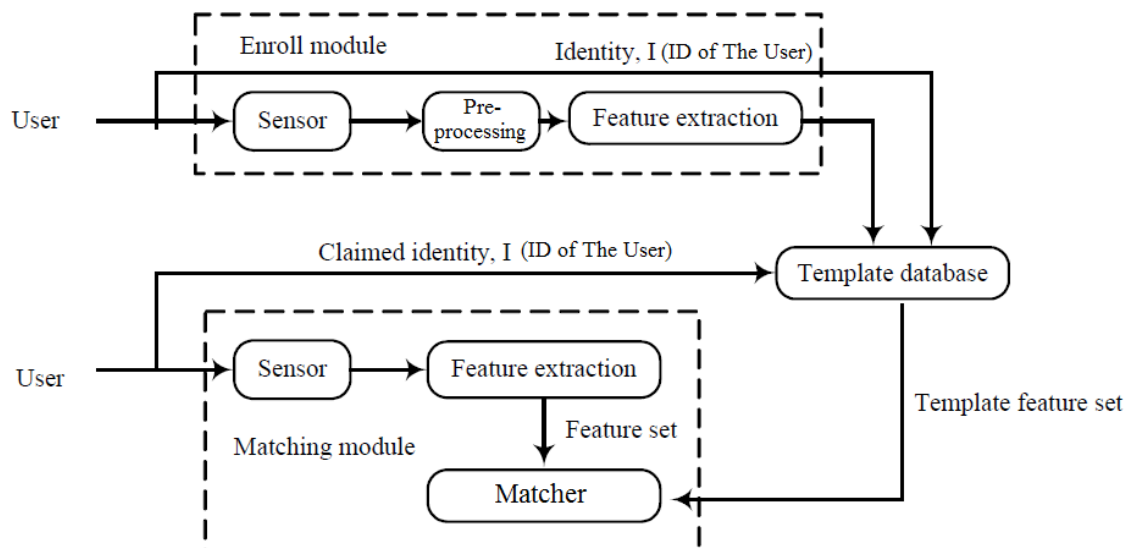 Enroll module
Identity, I (ID of The User)
User
Sensor
Pre-
processing
Feature extraction
Claimed identity, I (ID of The User)
Template database
User
Sensor
Feature extraction
Template feature set
Feature set
Matching module
Matcher